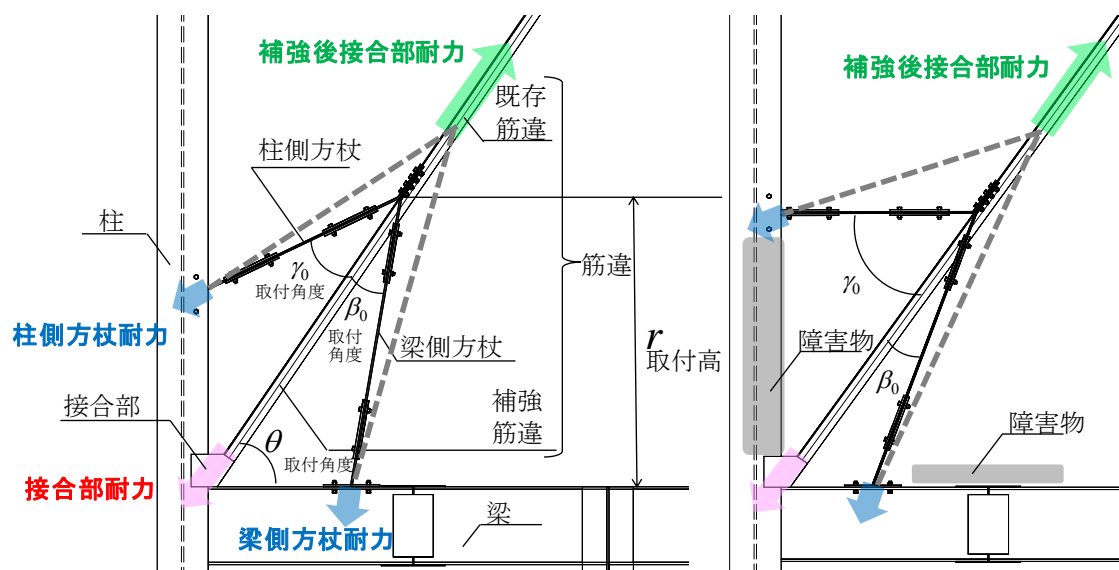 補強後接合部耐力
既存
筋違
柱側方杖
柱
γ0
取付角度
β0
取付
角度
筋違
柱側方杖耐力
梁側方杖
r
取付高
接合部
補強
筋違
θ
取付角度
接合部耐力
梁側方杖耐力
梁
補強後接合部耐力
γ0
障害物
β0
障害物